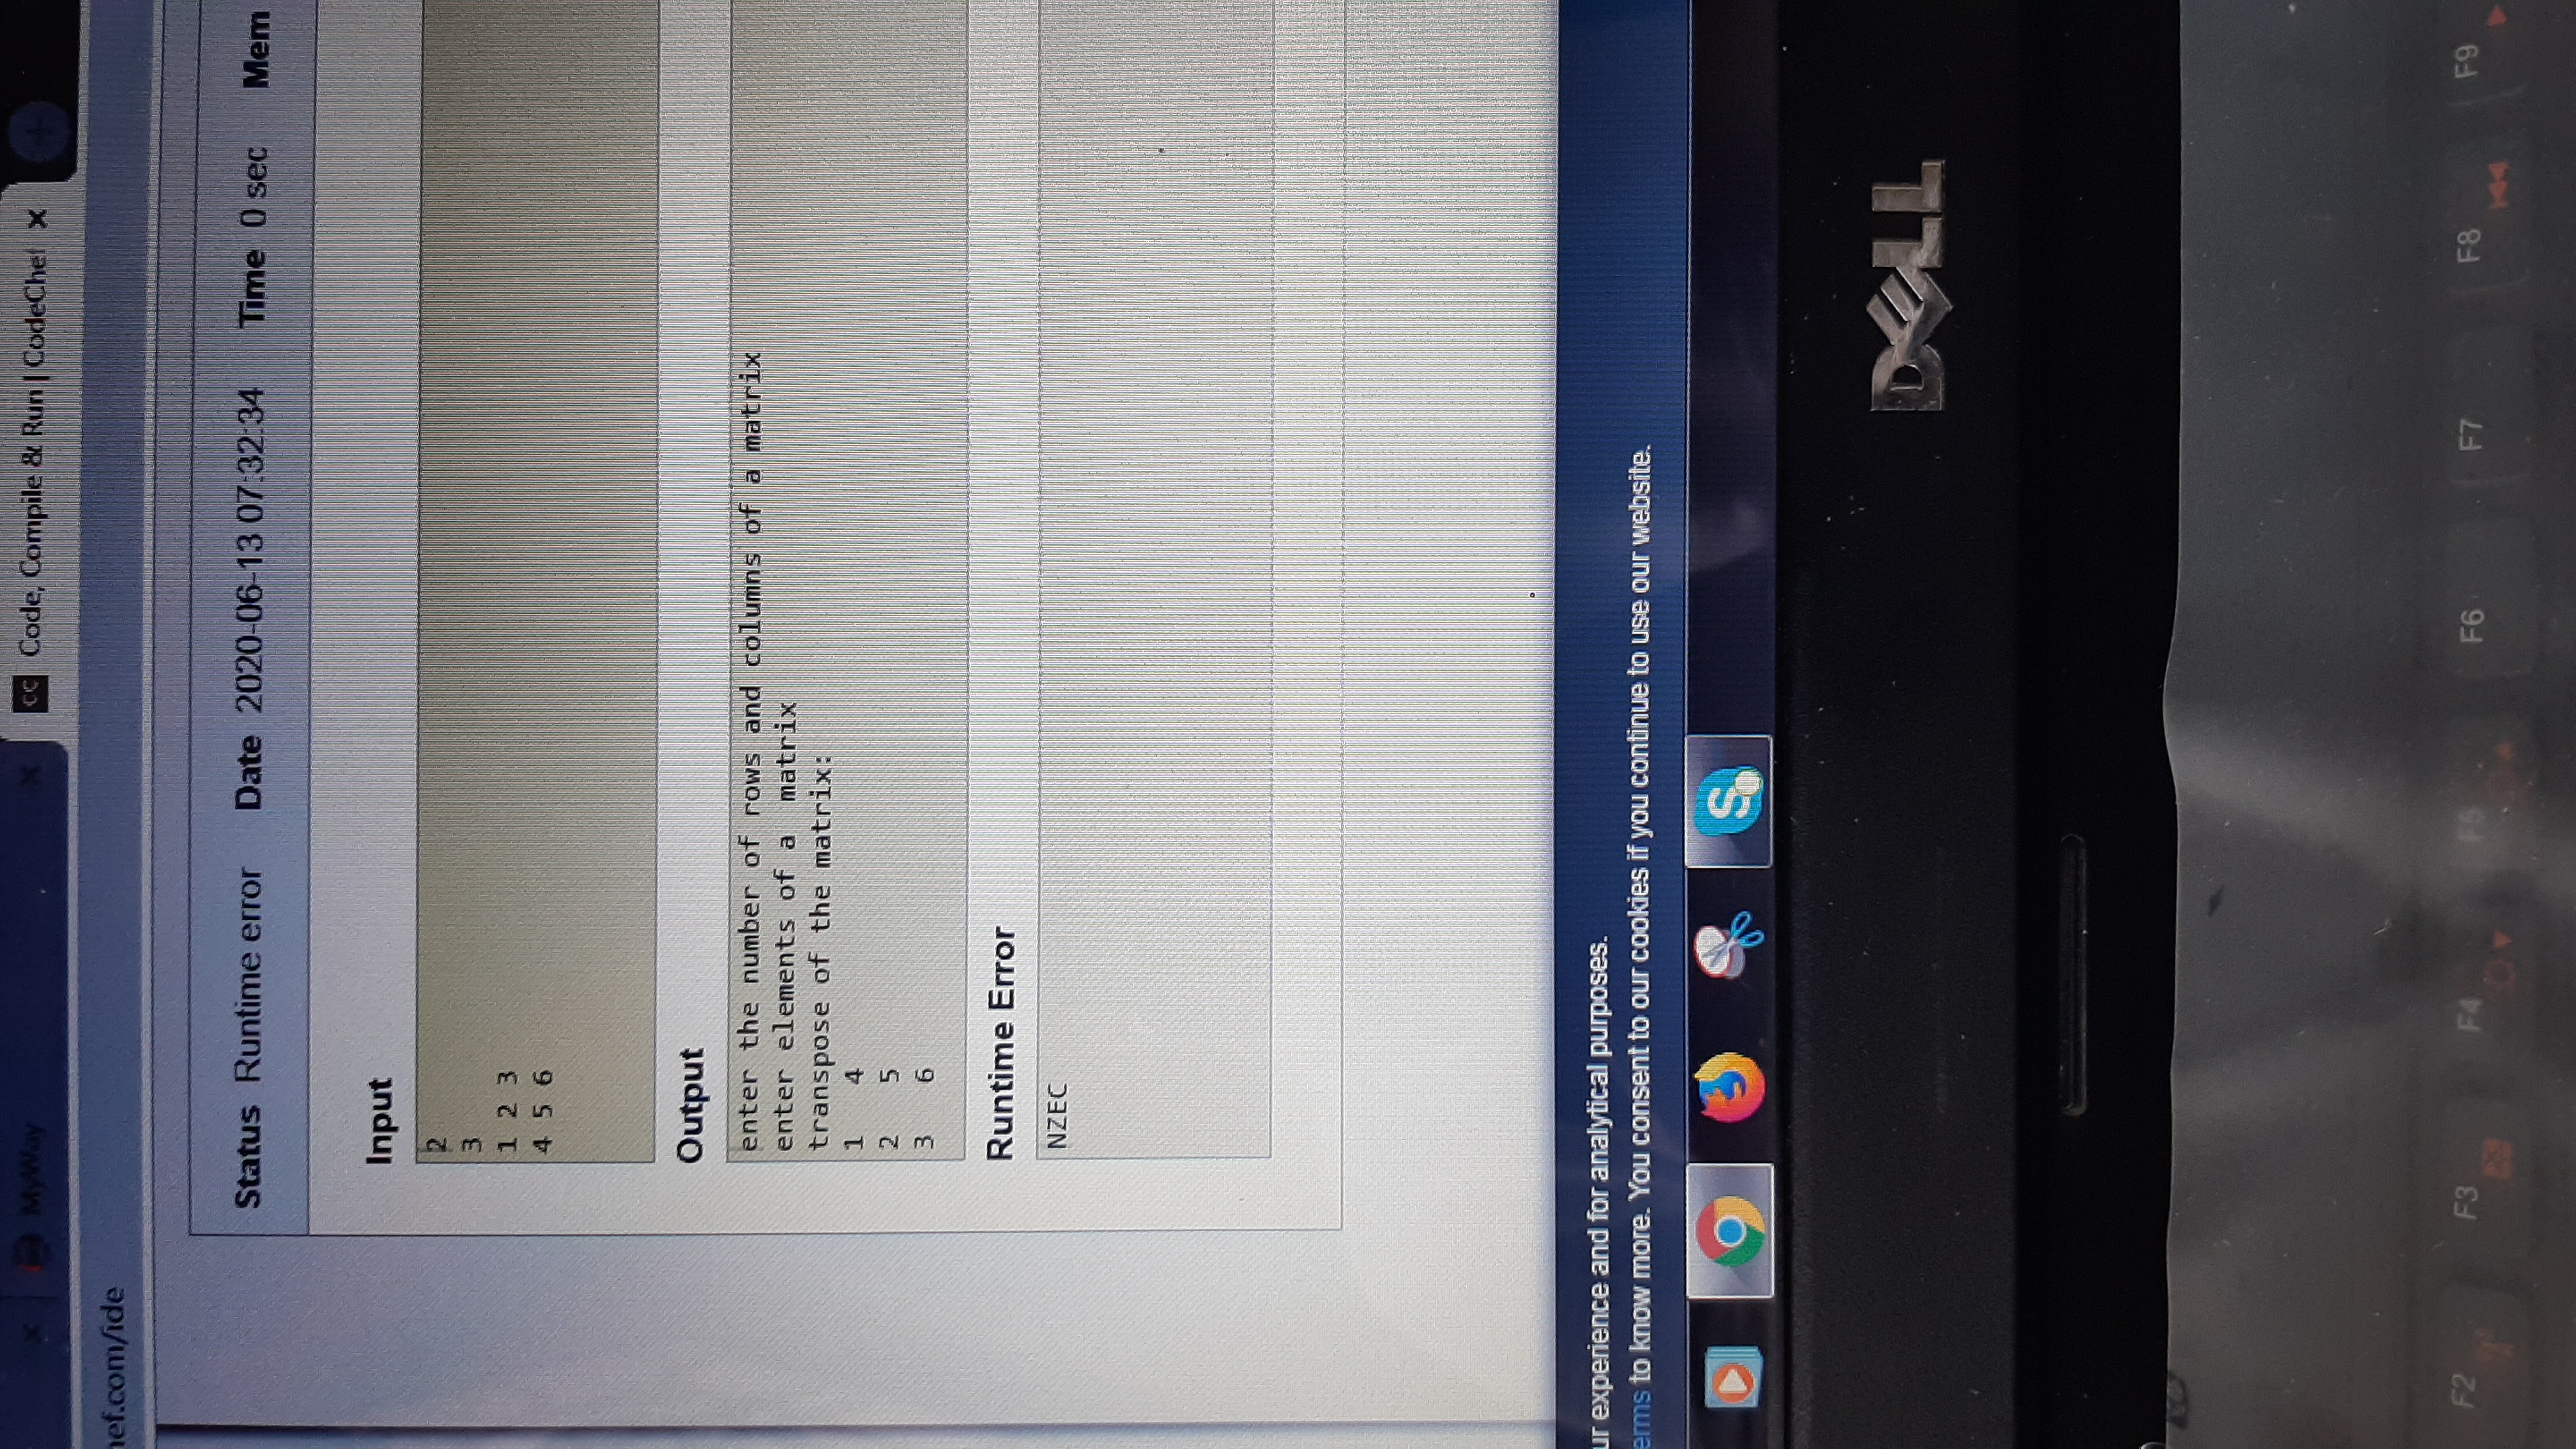 MyWay
CC Code, Compile & Run | CodeChef
hef.com/ide
Status Runtime error Date 2020-06-13 07:32:34 Time 0 sec Mem
Input
2
3
1 2 3
4 5 6
Output
enter the number of rows and columns of a matrix
enter elements of a matrix
transpose of the matrix:
1 4
2 5
3 6
Runtime Error
NZEC
ur experience and for analytical purposes.
erms to know more. You consent to our cookies if you continue to use our website.
S
DELL
F2 F3 F4 F5 F6 F7 F8 F9